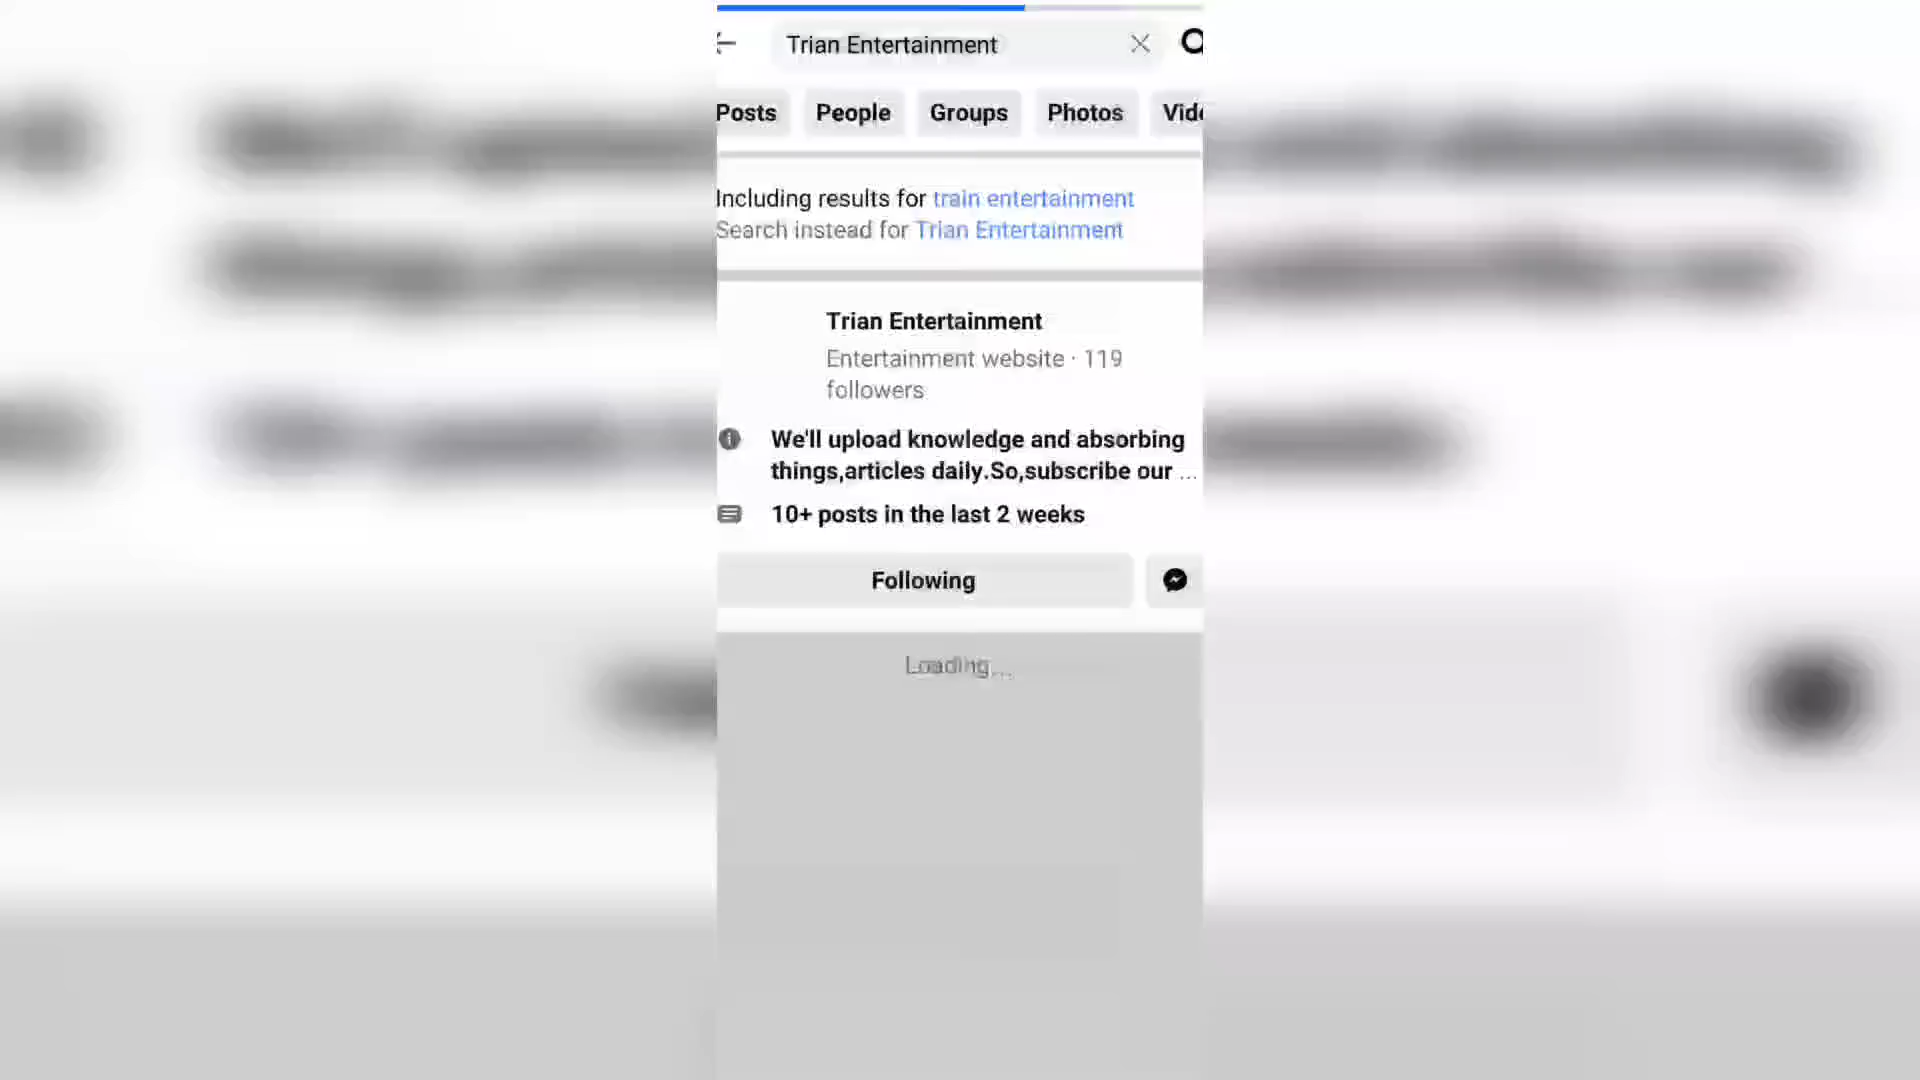 Trian Entertainment
Posts People Groups Photos
Including results for train entertainment
Search instead for Trian Entertainment
Trian Entertainment
Entertainment website · 119
followers
We'll upload knowledge and absorbing
things,articles daily.So,subscribe our ...
10+ posts in the last 2 weeks
Following
Loading...